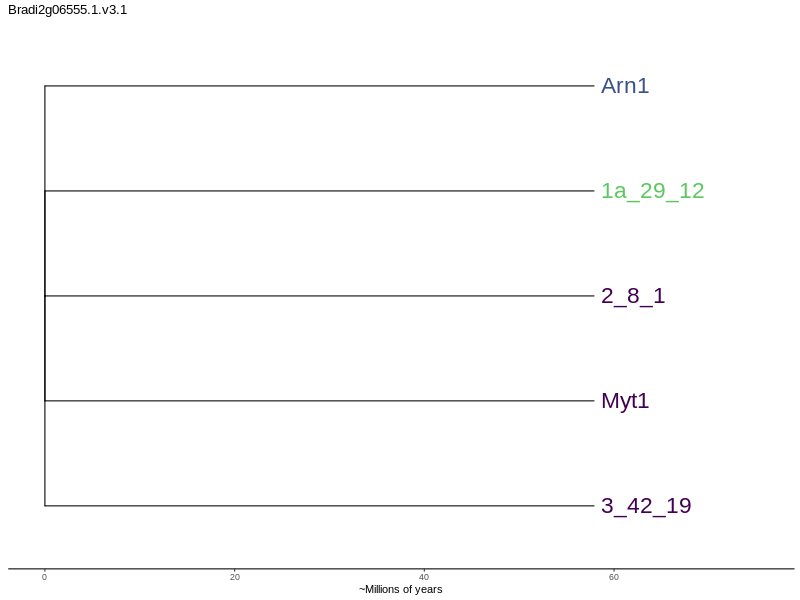 Bradi2g06555.1.v3.1
Arn1
1a_29_12
2_8_1
Myt1
3_42_19
0 20 40 60
~Millions of years